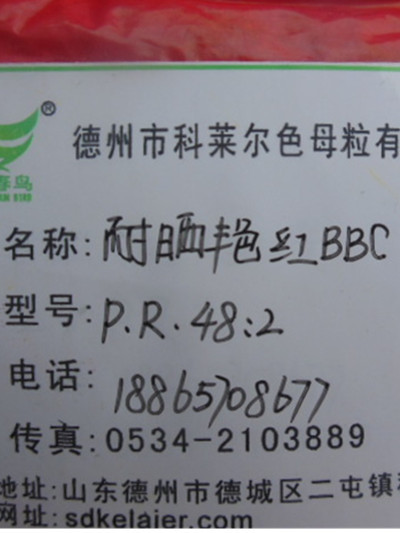 ®
德州市科莱尔色母粒有
春鸟
名称:耐晒艳红BBC
型号:P.R.48:2
电话:18865708677
传真:0534-2103889
地址:山东德州市德城区二屯镇
网址:sdkelaier.com